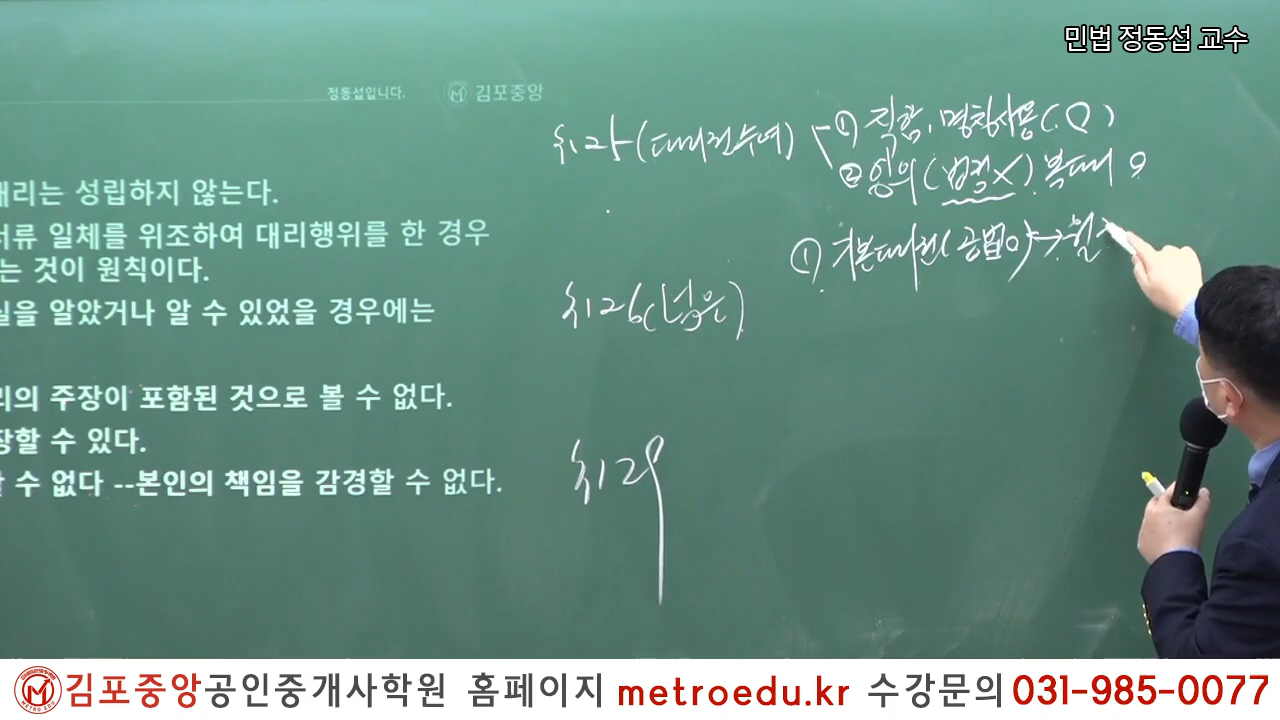 민법 정동섭 교수
정동섭입니다. 김포중앙
대리는 성립하지 않는다.
서류 일체를 위조하여 대리행위를 한 경우
는 것이 원칙이다.
실을 알았거나 알 수 있었을 경우에는
리의 주장이 포함된 것으로 볼 수 없다.
장할 수 있다.
수 없다 --본인의 책임을 감경할 수 없다.
125 (대리권수여) ① 직함, 명칭사용 (O)
② 임의 (법정X) 복대리 O
① 기본대리권 (공법
126 (넘은)
129
METRO EDU 김포중앙공인중개사학원 홈페이지 metroedu.kr 수강문의 031-985-0077